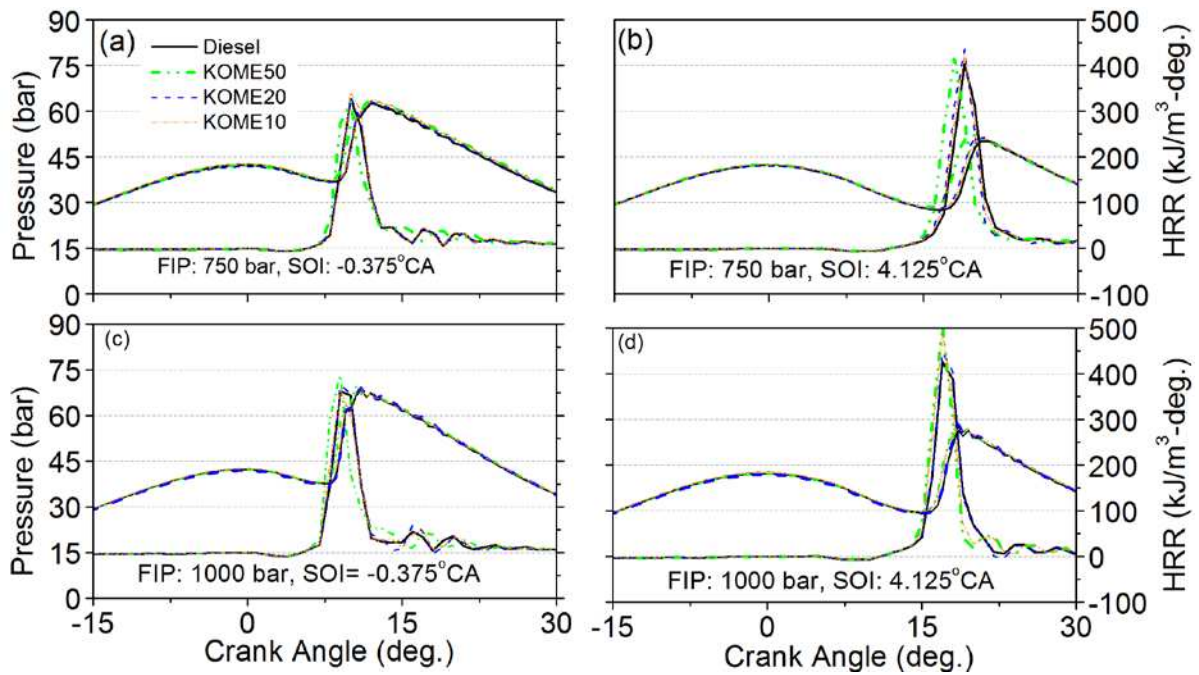 (a)
Diesel
KOME50
KOME20
KOME10
90
75
60
45
30
15
0
Pressure (bar)
FIP: 750 bar, SOI: -0.375°CA
(b)
500
400
300
200
100
0
-100
HRR (kJ/m³-deg.)
FIP: 750 bar, SOI: 4.125°CA
(c)
90
75
60
45
30
15
0
Pressure (bar)
FIP: 1000 bar, SOI= -0.375°CA
-15 0 15 30
Crank Angle (deg.)
(d)
500
400
300
200
100
0
-100
HRR (kJ/m³-deg.)
FIP: 1000 bar, SOI: 4.125°CA
-15 0 15 30
Crank Angle (deg.)